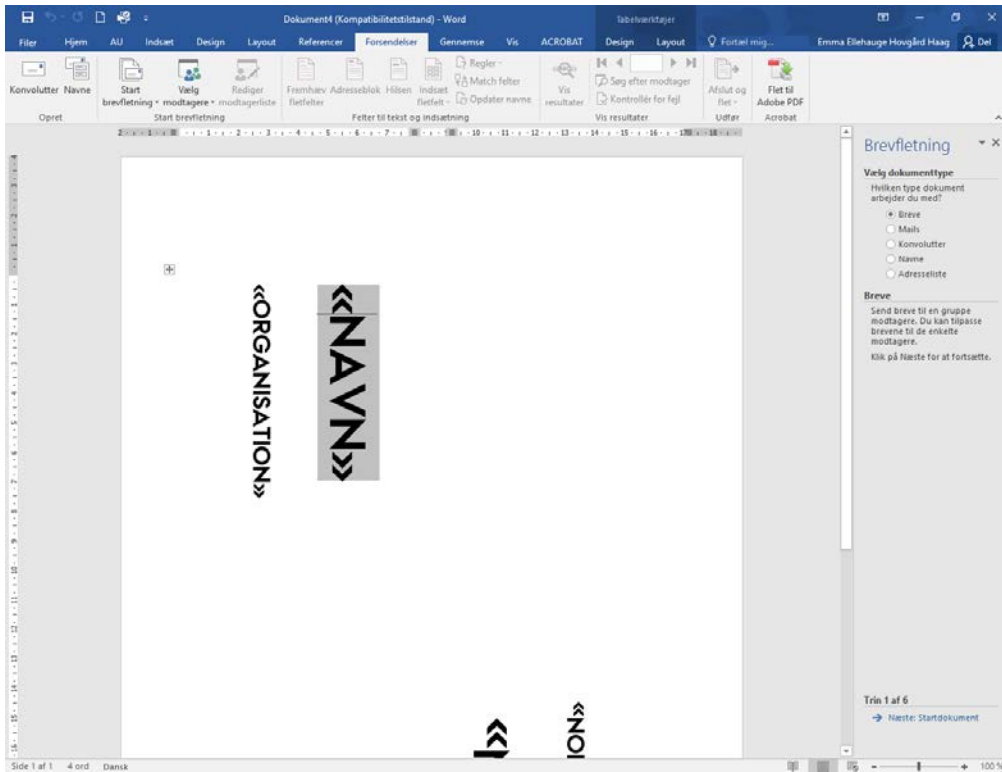 Dokument4 (Kompatibilitetstilstand) - Word
Tabelværktøjer
Filer Hjem AU Indsæt Design Layout Referencer Forsendelser Gennemse Vis ACROBAT Design Layout Fortæl mig... Emma Ellehauge Hovgård Haag Del
Konvolutter Navne
Start brevfletning
Vælg modtagere
Rediger modtagerliste
Fremhæv fletfelter
Adresseblok
Hilsen
Indsæt fletfelt
Regler
Match felter
Opdater navne
Vis resultater
Søg efter modtager
Kontrollér for fejl
Afslut og flet
Flet til Adobe PDF
Opret
Start brevfletning
Felter til tekst og indsætning
Vis resultater
Udfør
Acrobat
«ORGANISATION»
«NAVN»
Brevfletning
Vælg dokumenttype
Hvilken type dokument
arbejder du med?
Breve
Mails
Konvolutter
Navne
Adresseliste
Breve
Send breve til en gruppe
modtagere. Du kan tilpasse
brevene til de enkelte
modtagere.
Klik på Næste for at fortsætte.
Trin 1 af 6
Næste: Startdokument
Side 1 af 1 4 ord Dansk
100 %